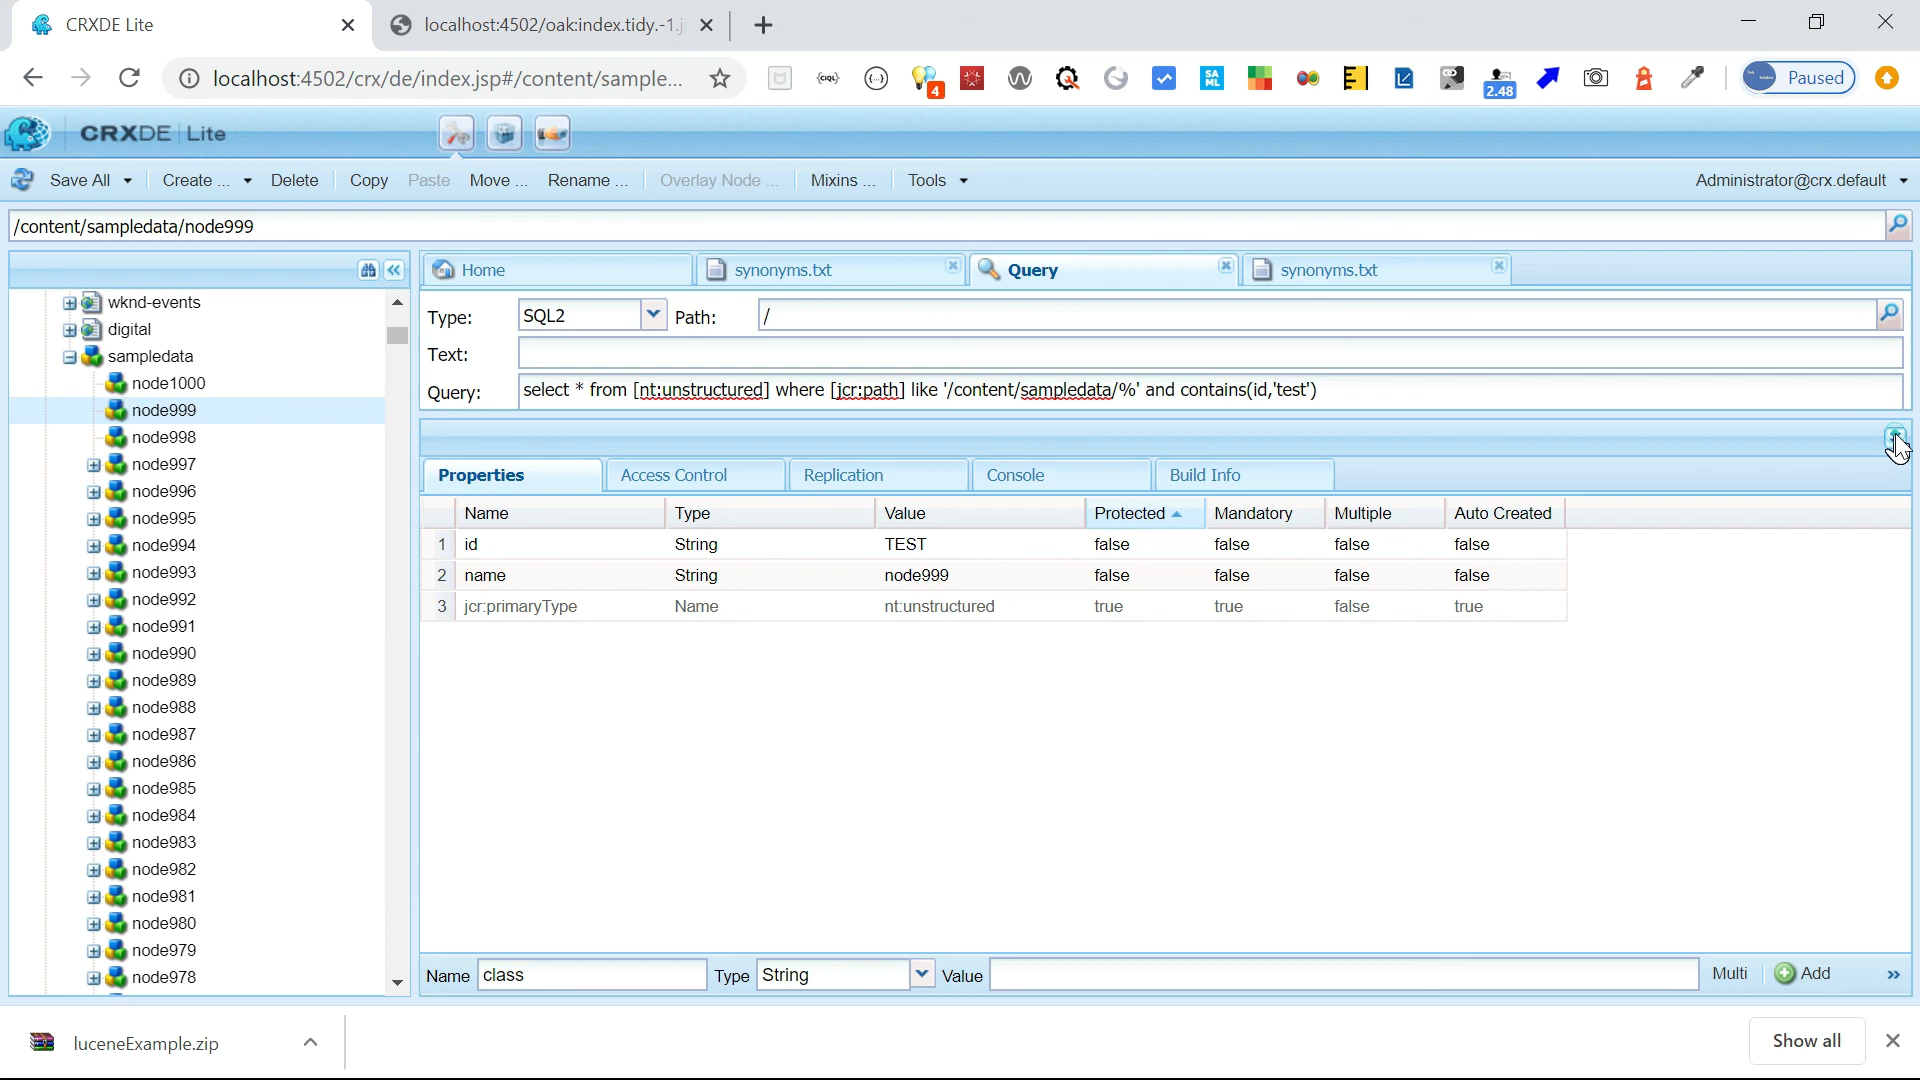 CRXDE Lite
localhost:4502/oak:index.tidy.-1.j
localhost:4502/crx/de/index.jsp#/content/sample...
{CIQL}
4
SA
ML
2.48
Paused
CRXDE Lite
Save All
Create ...
Delete
Copy
Paste
Move ...
Rename ...
Overlay Node ...
Mixins ...
Tools
Administrator@crx.default
/content/sampledata/node999
Home
synonyms.txt
Query
synonyms.txt
wknd-events
digital
sampledata
node1000
node999
node998
node997
node996
node995
node994
node993
node992
node991
node990
node989
node988
node987
node986
node985
node984
node983
node982
node981
node980
node979
node978
Type: SQL2 Path: /
Text:
Query: select * from [nt:unstructured] where [jcr:path] like '/content/sampledata/%' and contains(id,'test')
Properties
Access Control
Replication
Console
Build Info
Name Type Value Protected Mandatory Multiple Auto Created
1 id String TEST false false false false
2 name String node999 false false false false
3 jcr:primaryType Name nt:unstructured true true false true
Name class Type String Value Multi Add »
luceneExample.zip
Show all